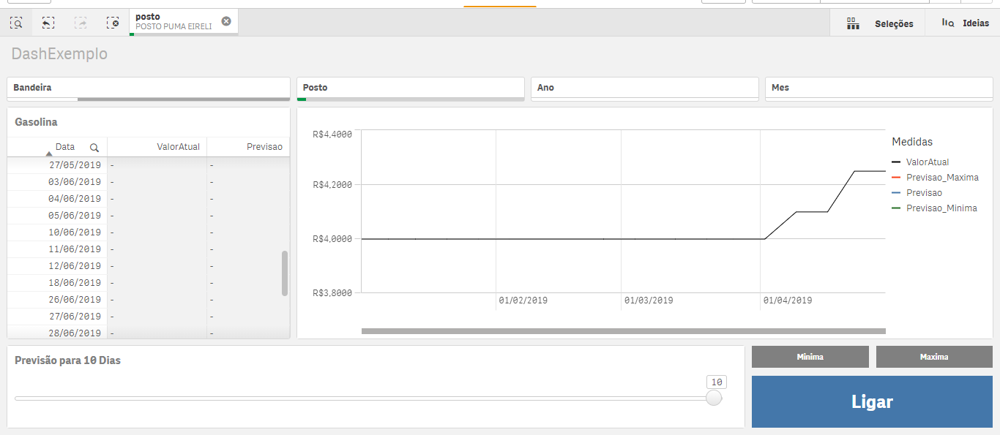 posto
POSTO PUMA EIRELI
Seleções
Ideias
DashExemplo
Bandeira
Posto
Ano
Mes
Gasolina
Data ValorAtual Previsao
27/05/2019 - -
03/06/2019 - -
04/06/2019 - -
05/06/2019 - -
10/06/2019 - -
11/06/2019 - -
12/06/2019 - -
18/06/2019 - -
26/06/2019 - -
27/06/2019 - -
28/06/2019 - -
R$4,4000
R$4,2000
R$4,0000
R$3,8000
01/02/2019 01/03/2019 01/04/2019
Medidas
ValorAtual
Previsao_Maxima
Previsao
Previsao_Minima
Previsão para 10 Dias
10
Minima
Maxima
Ligar